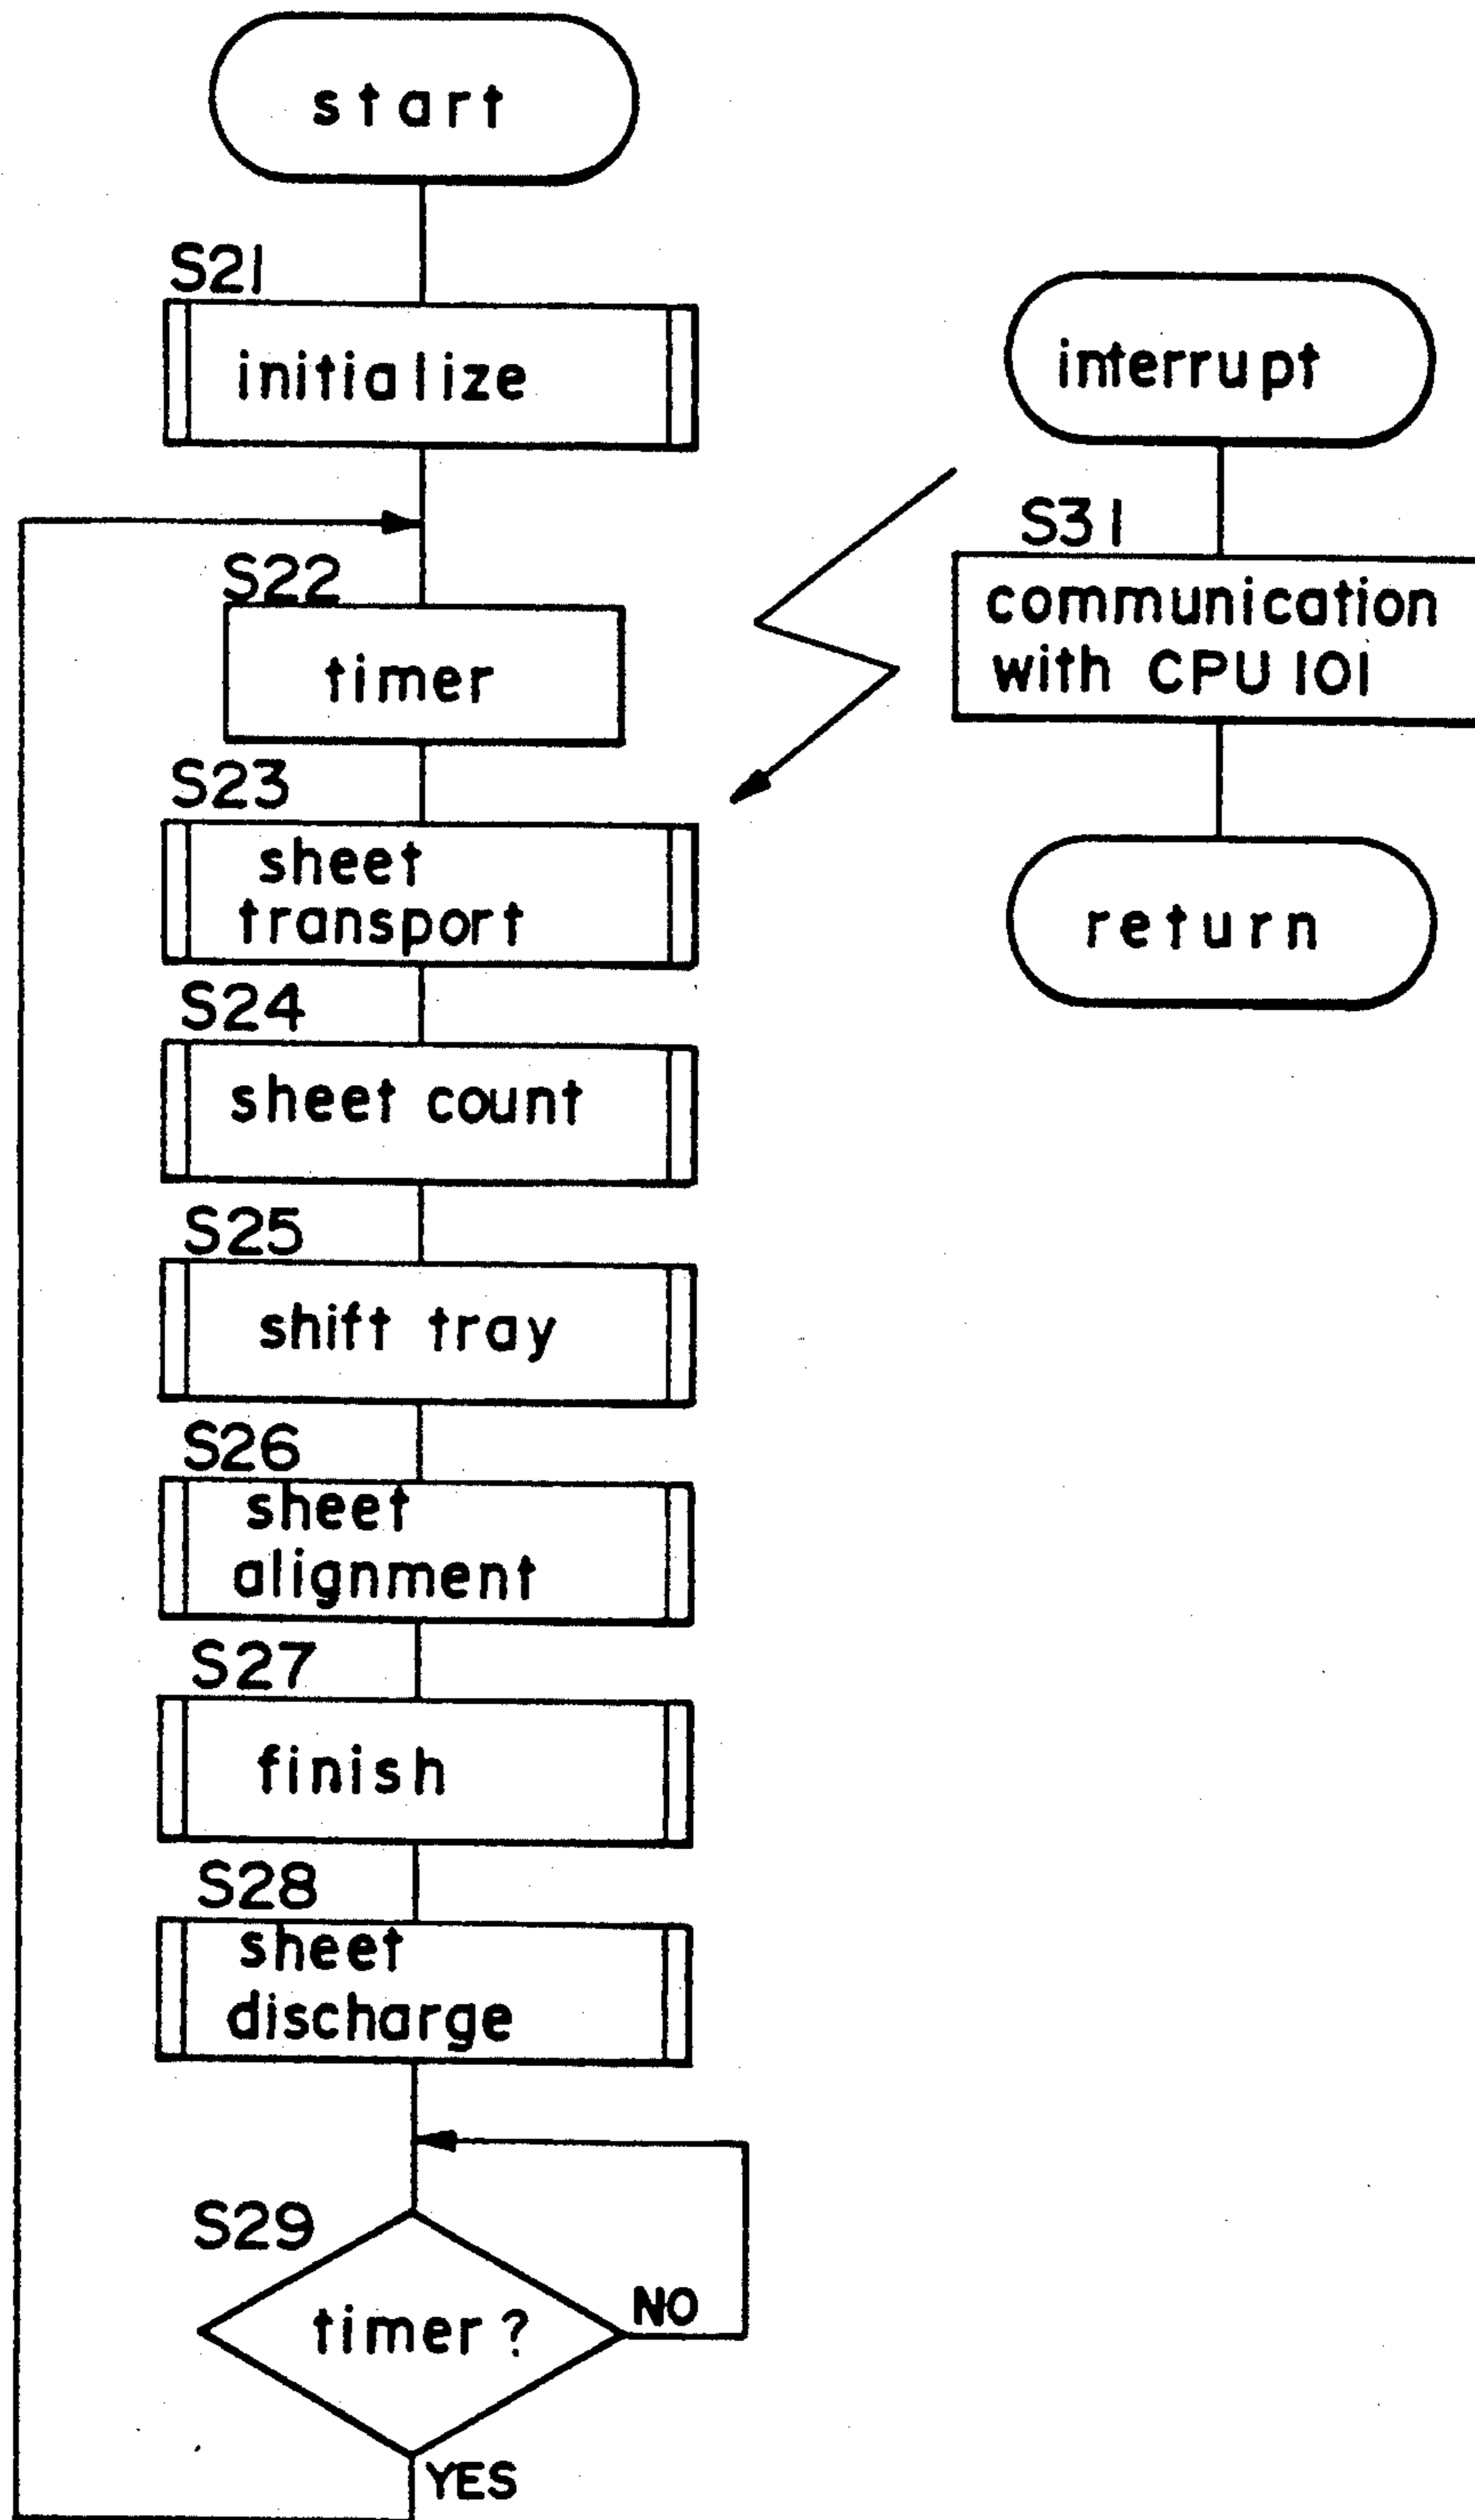 start
S21
initialize
S22
timer
S23
sheet
transport
S24
sheet count
S25
shift tray
S26
sheet
alignment
S27
finish
S28
sheet
discharge
S29
timer?
NO
YES
interrupt
S31
communication
with CPU 101
return